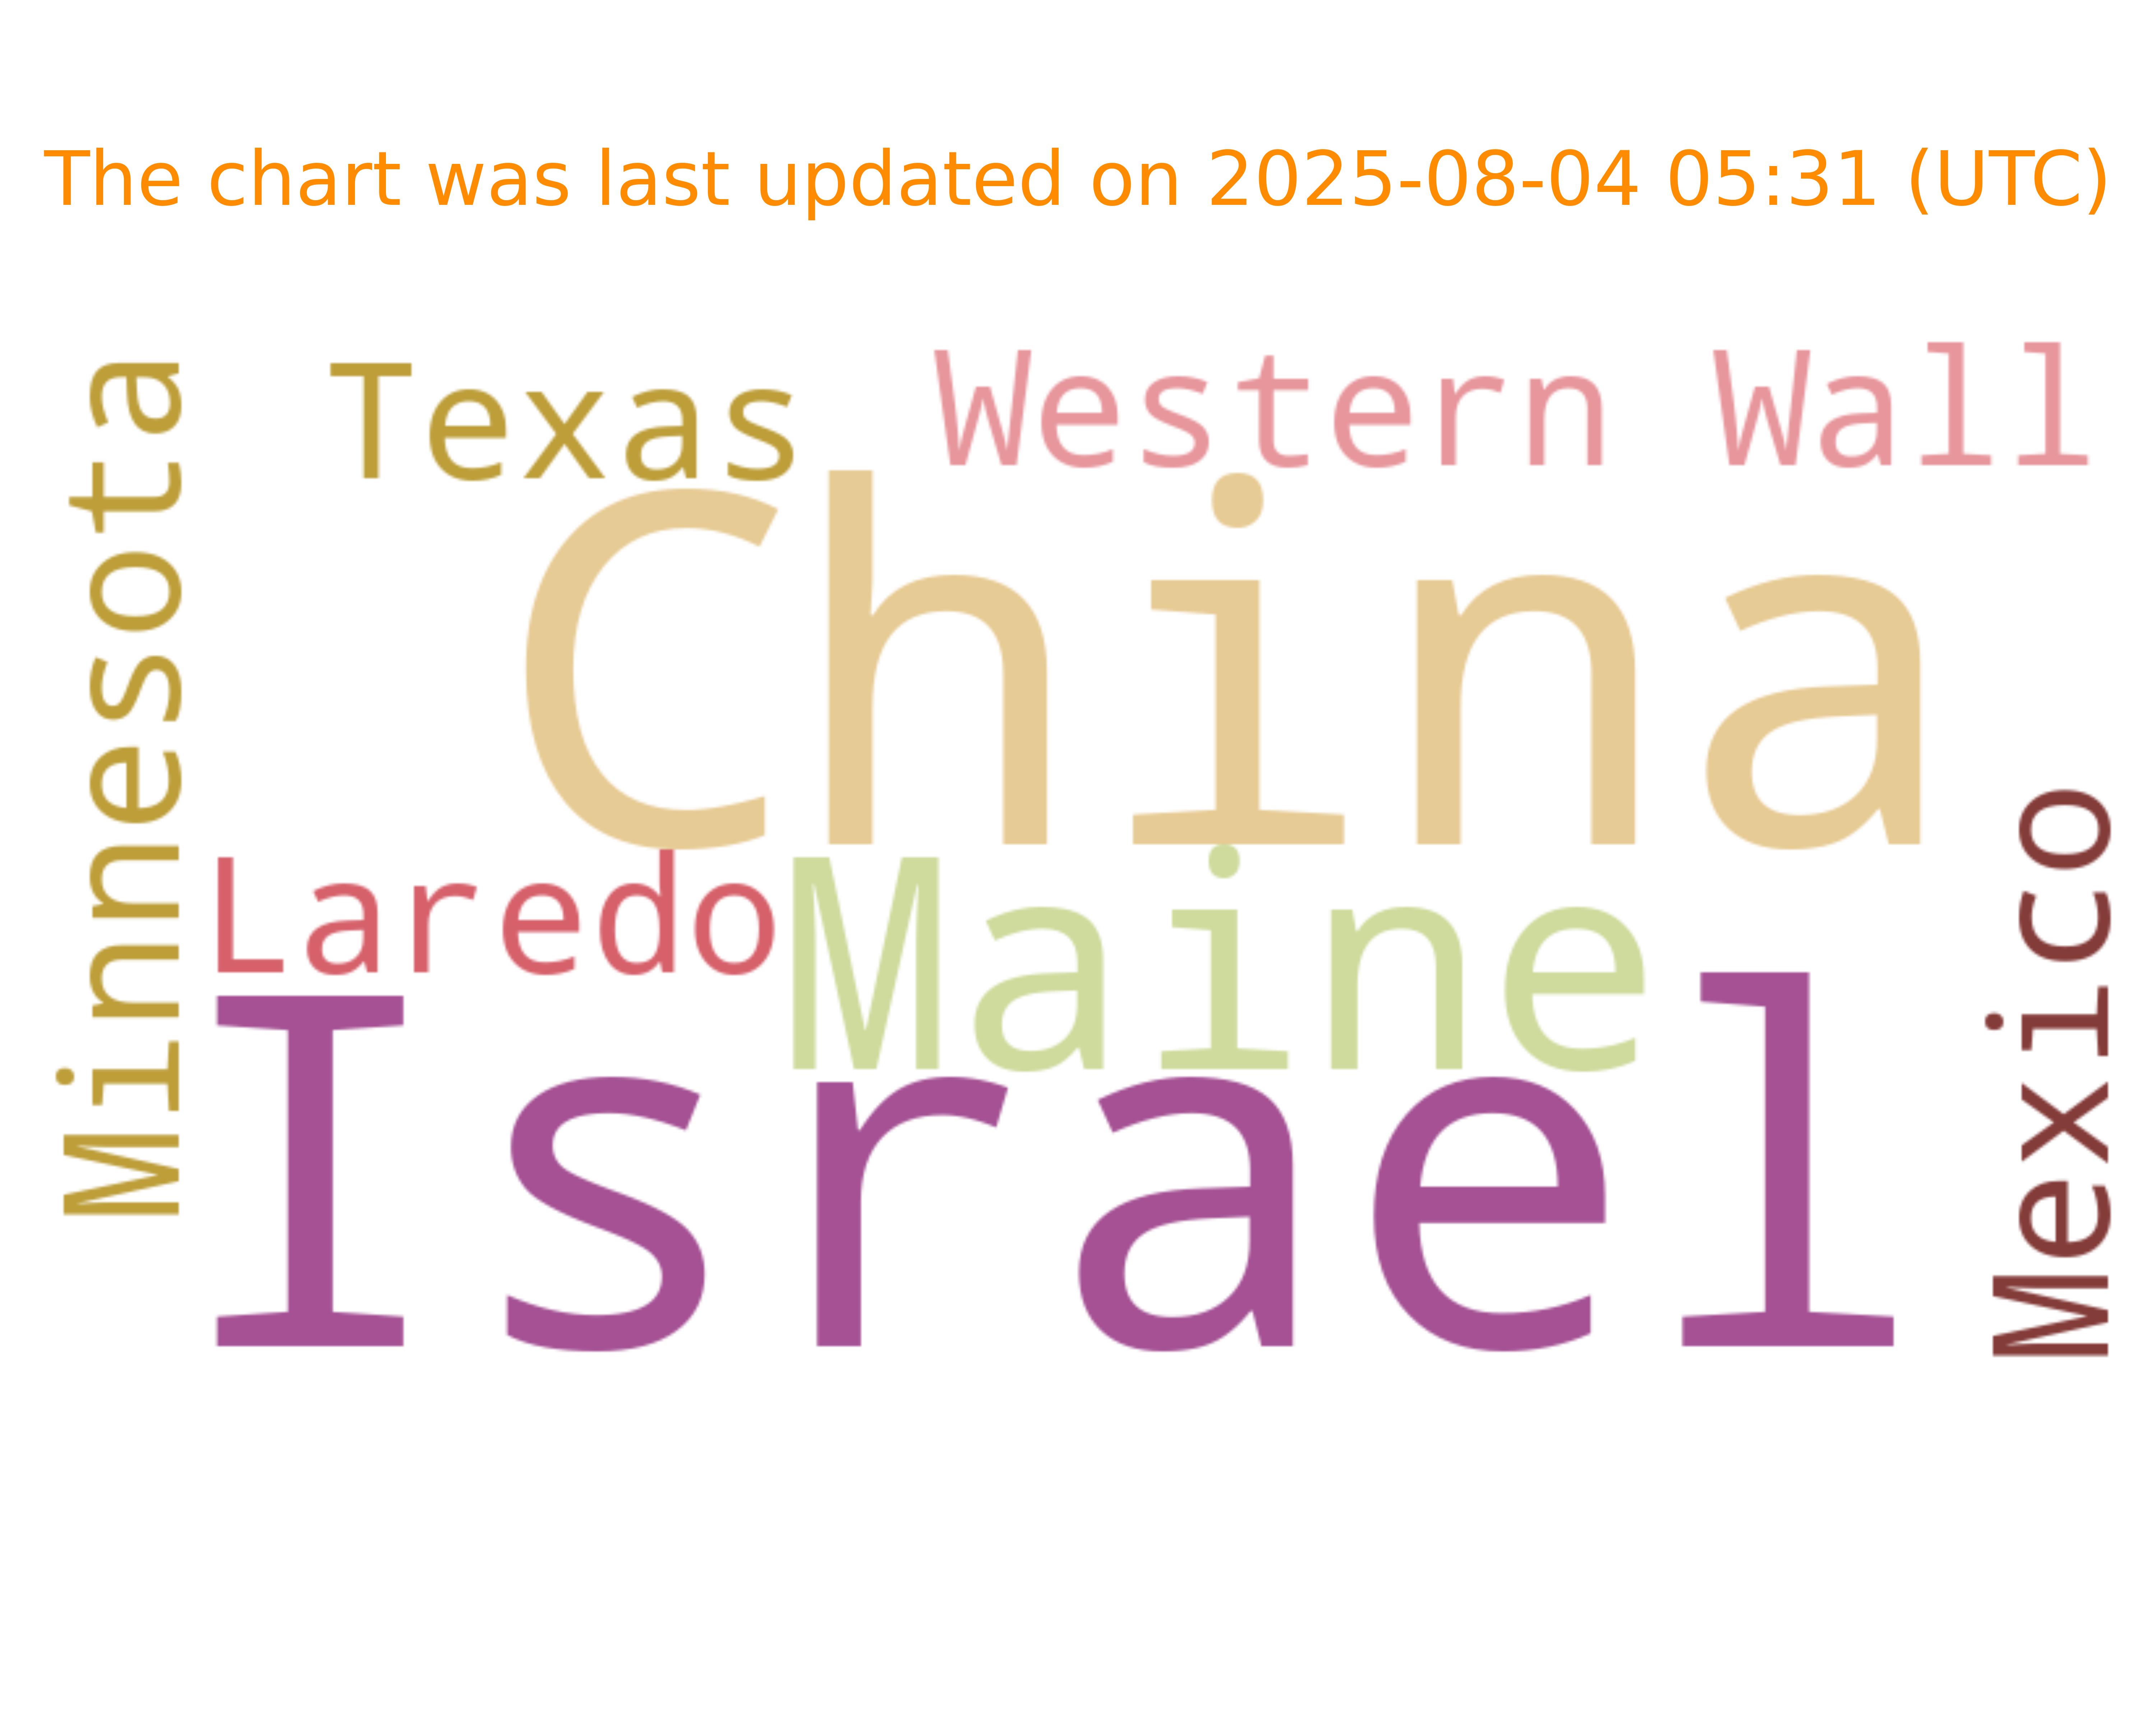 The chart was last updated on 2025-08-04 05:31 (UTC)
Minnesota
Texas
Western Wall
China
Laredo
Maine
Israel
Mexico